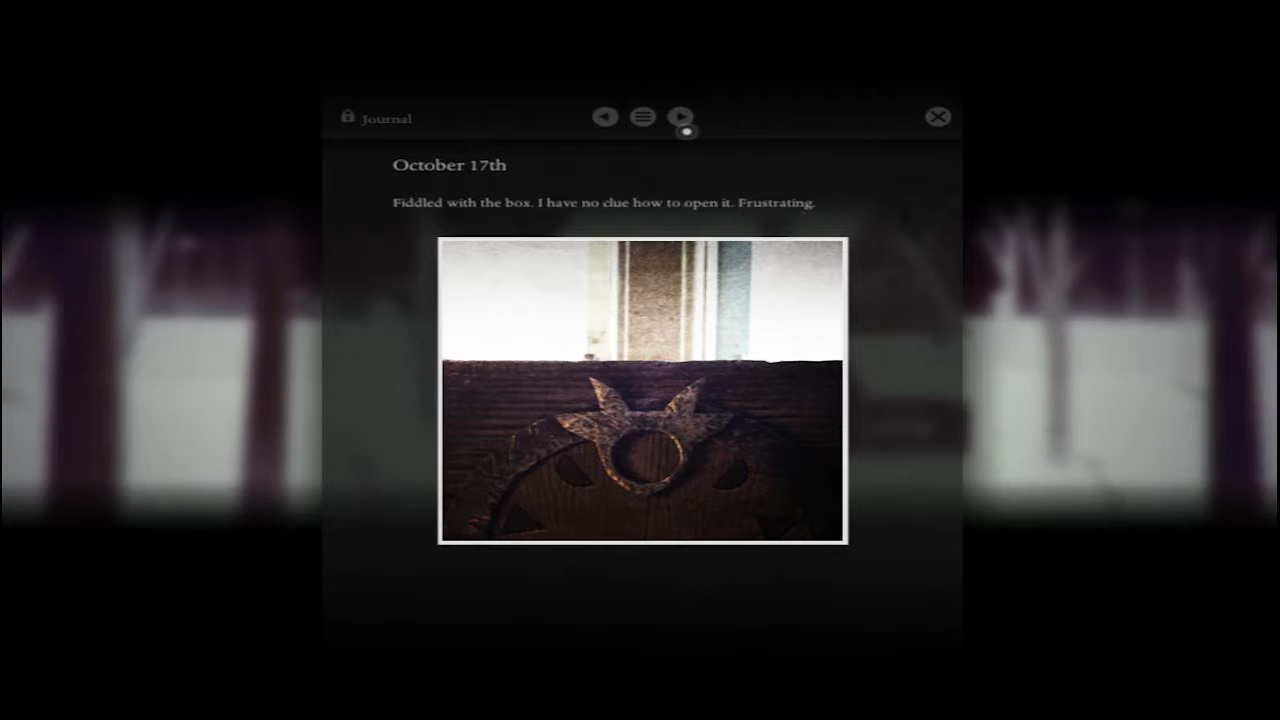 Journal
October 17th
Fiddled with the box. I have no clue how to open it. Frustrating.